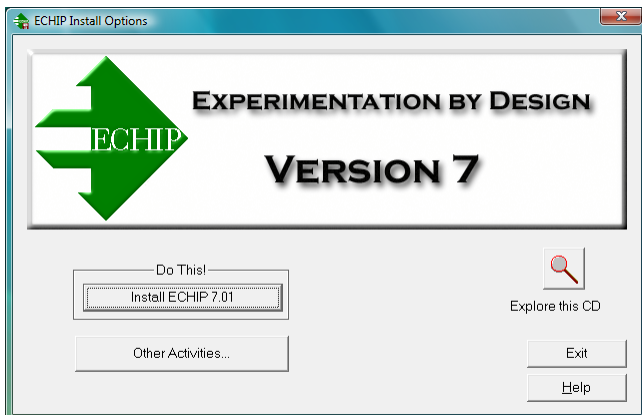 ECHIP Install Options
EXPERIMENTATION BY DESIGN
ECHIP
VERSION 7
Do This!
Install ECHIP 7.01
Explore this CD
Other Activities...
Exit
Help